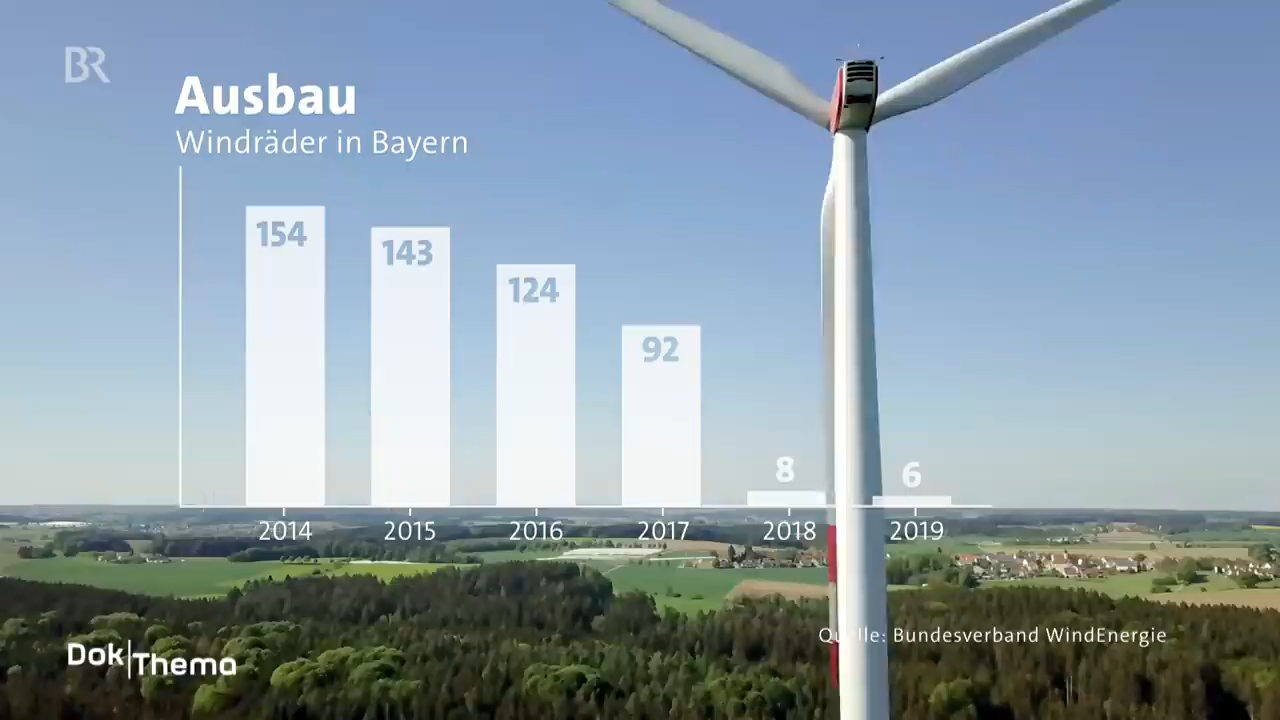 BR
Ausbau
Windräder in Bayern
154
143
124
92
8
6
2014
2015
2016
2017
2018
2019
Quelle: Bundesverband WindEnergie
Dok Thema